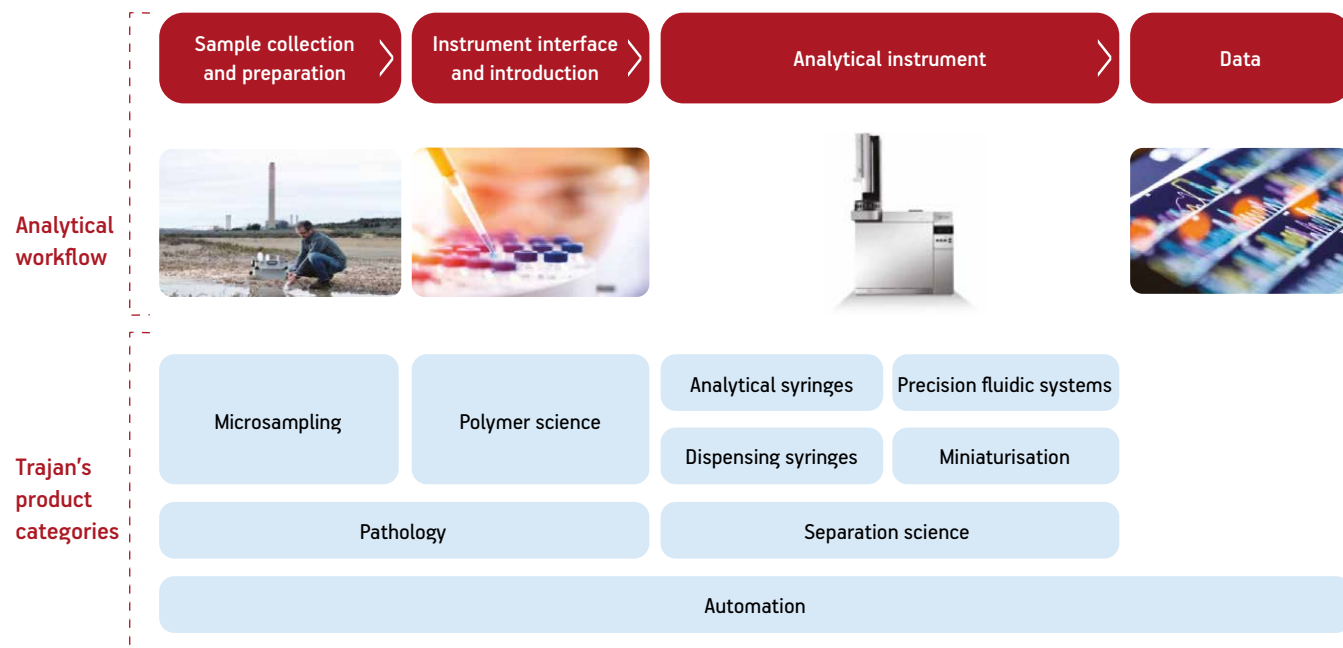 Sample collection
and preparation
Instrument interface
and introduction
Analytical instrument
Data
Analytical
workflow
Trajan's
product
categories
Microsampling
Polymer science
Analytical syringes
Precision fluidic systems
Dispensing syringes
Miniaturisation
Pathology
Separation science
Automation